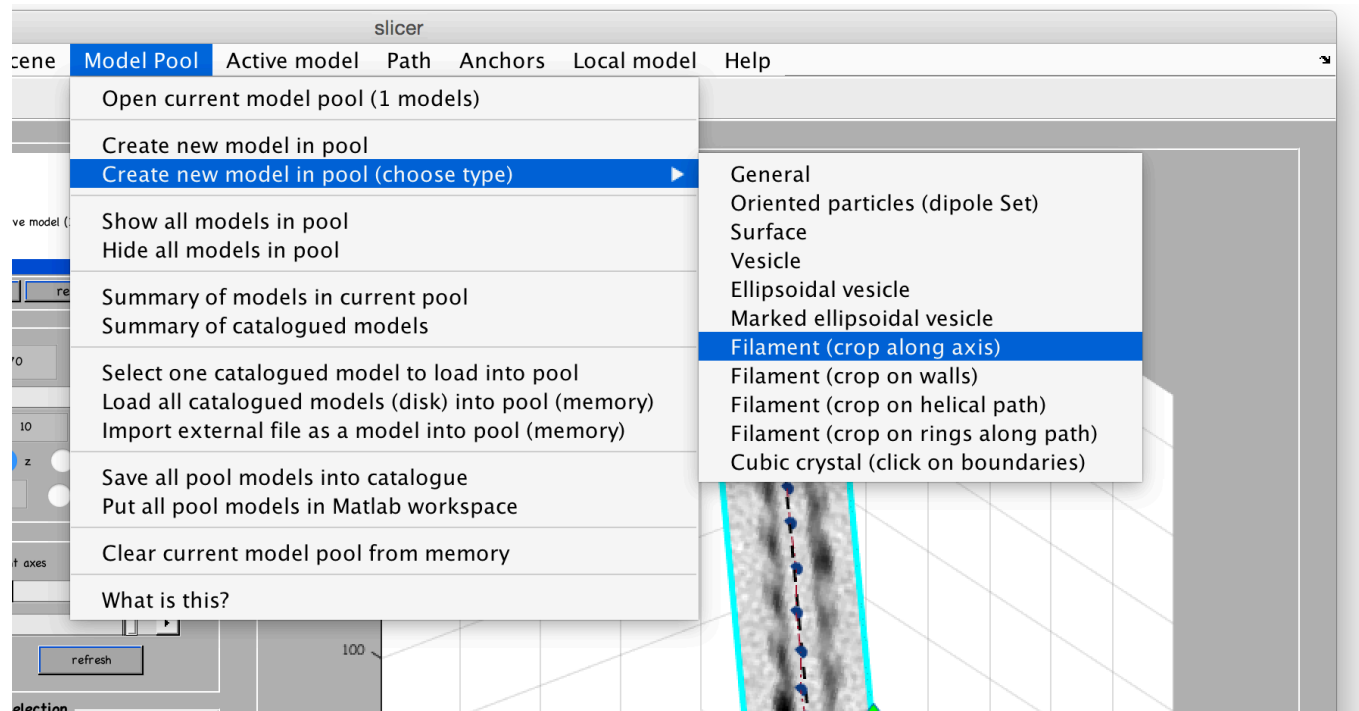 slicer
cene Model Pool Active model Path Anchors Local model Help
Open current model pool (1 models)
Create new model in pool
Create new model in pool (choose type)
Show all models in pool
Hide all models in pool
Summary of models in current pool
Summary of catalogued models
Select one catalogued model to load into pool
Load all catalogued models (disk) into pool (memory)
Import external file as a model into pool (memory)
Save all pool models into catalogue
Put all pool models in Matlab workspace
Clear current model pool from memory
What is this?
General
Oriented particles (dipole Set)
Surface
Vesicle
Ellipsoidal vesicle
Marked ellipsoidal vesicle
Filament (crop along axis)
Filament (crop on walls)
Filament (crop on helical path)
Filament (crop on rings along path)
Cubic crystal (click on boundaries)
ve model (
re
70
10
z
t axes
refresh
election
100